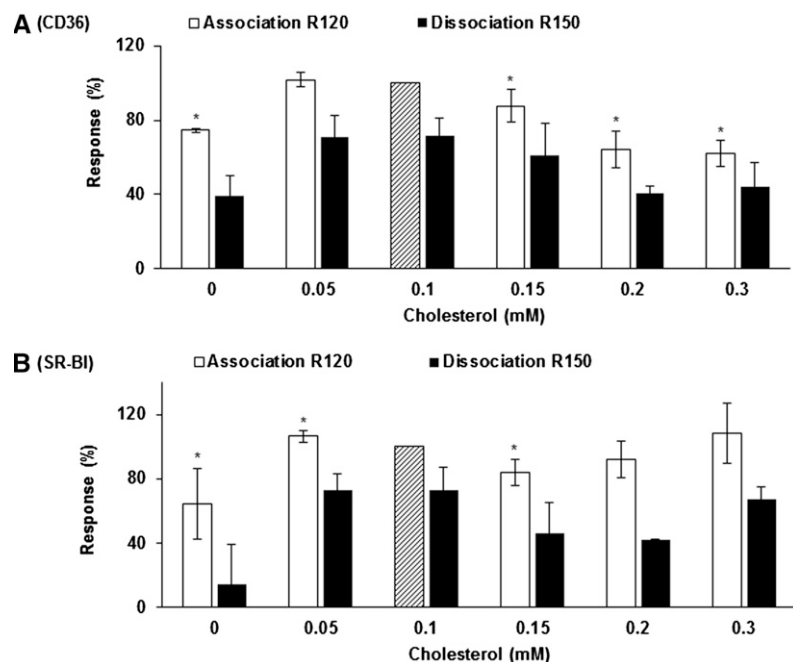 A (CD36) Association R120 Dissociation R150
120
80
40
0
Response (%)
* * * *
0 0.05 0.1 0.15 0.2 0.3
Cholesterol (mM)
B (SR-BI) Association R120 Dissociation R150
120
80
40
0
Response (%)
* * *
0 0.05 0.1 0.15 0.2 0.3
Cholesterol (mM)